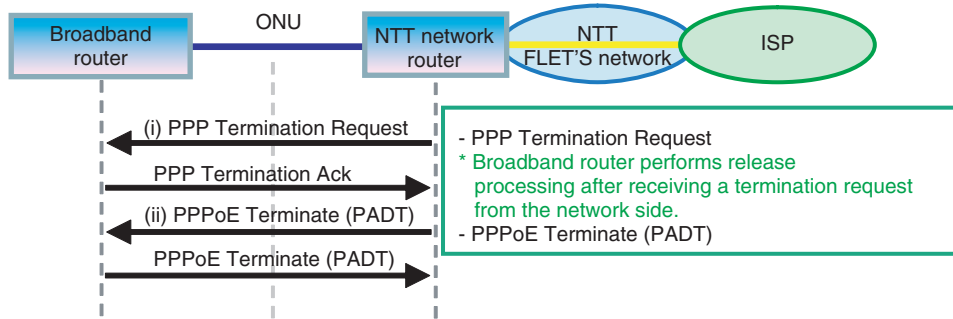 Broadband
router
ONU
NTT network
router
NTT
FLET'S network
ISP
(i) PPP Termination Request
PPP Termination Ack
(ii) PPPoE Terminate (PADT)
PPPoE Terminate (PADT)
- PPP Termination Request
* Broadband router performs release
processing after receiving a termination request
from the network side.
- PPPoE Terminate (PADT)